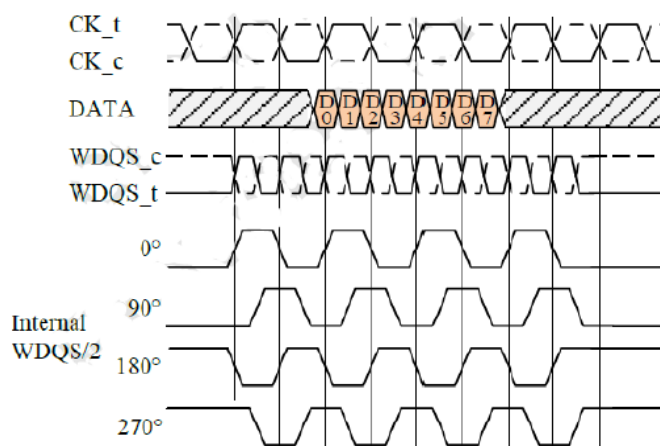 CK_t
CK_c
DATA
D0 D1 D2 D3 D4 D5 D6 D7
WDQS_c
WDQS_t
0°
90°
Internal
WDQS/2
180°
270°